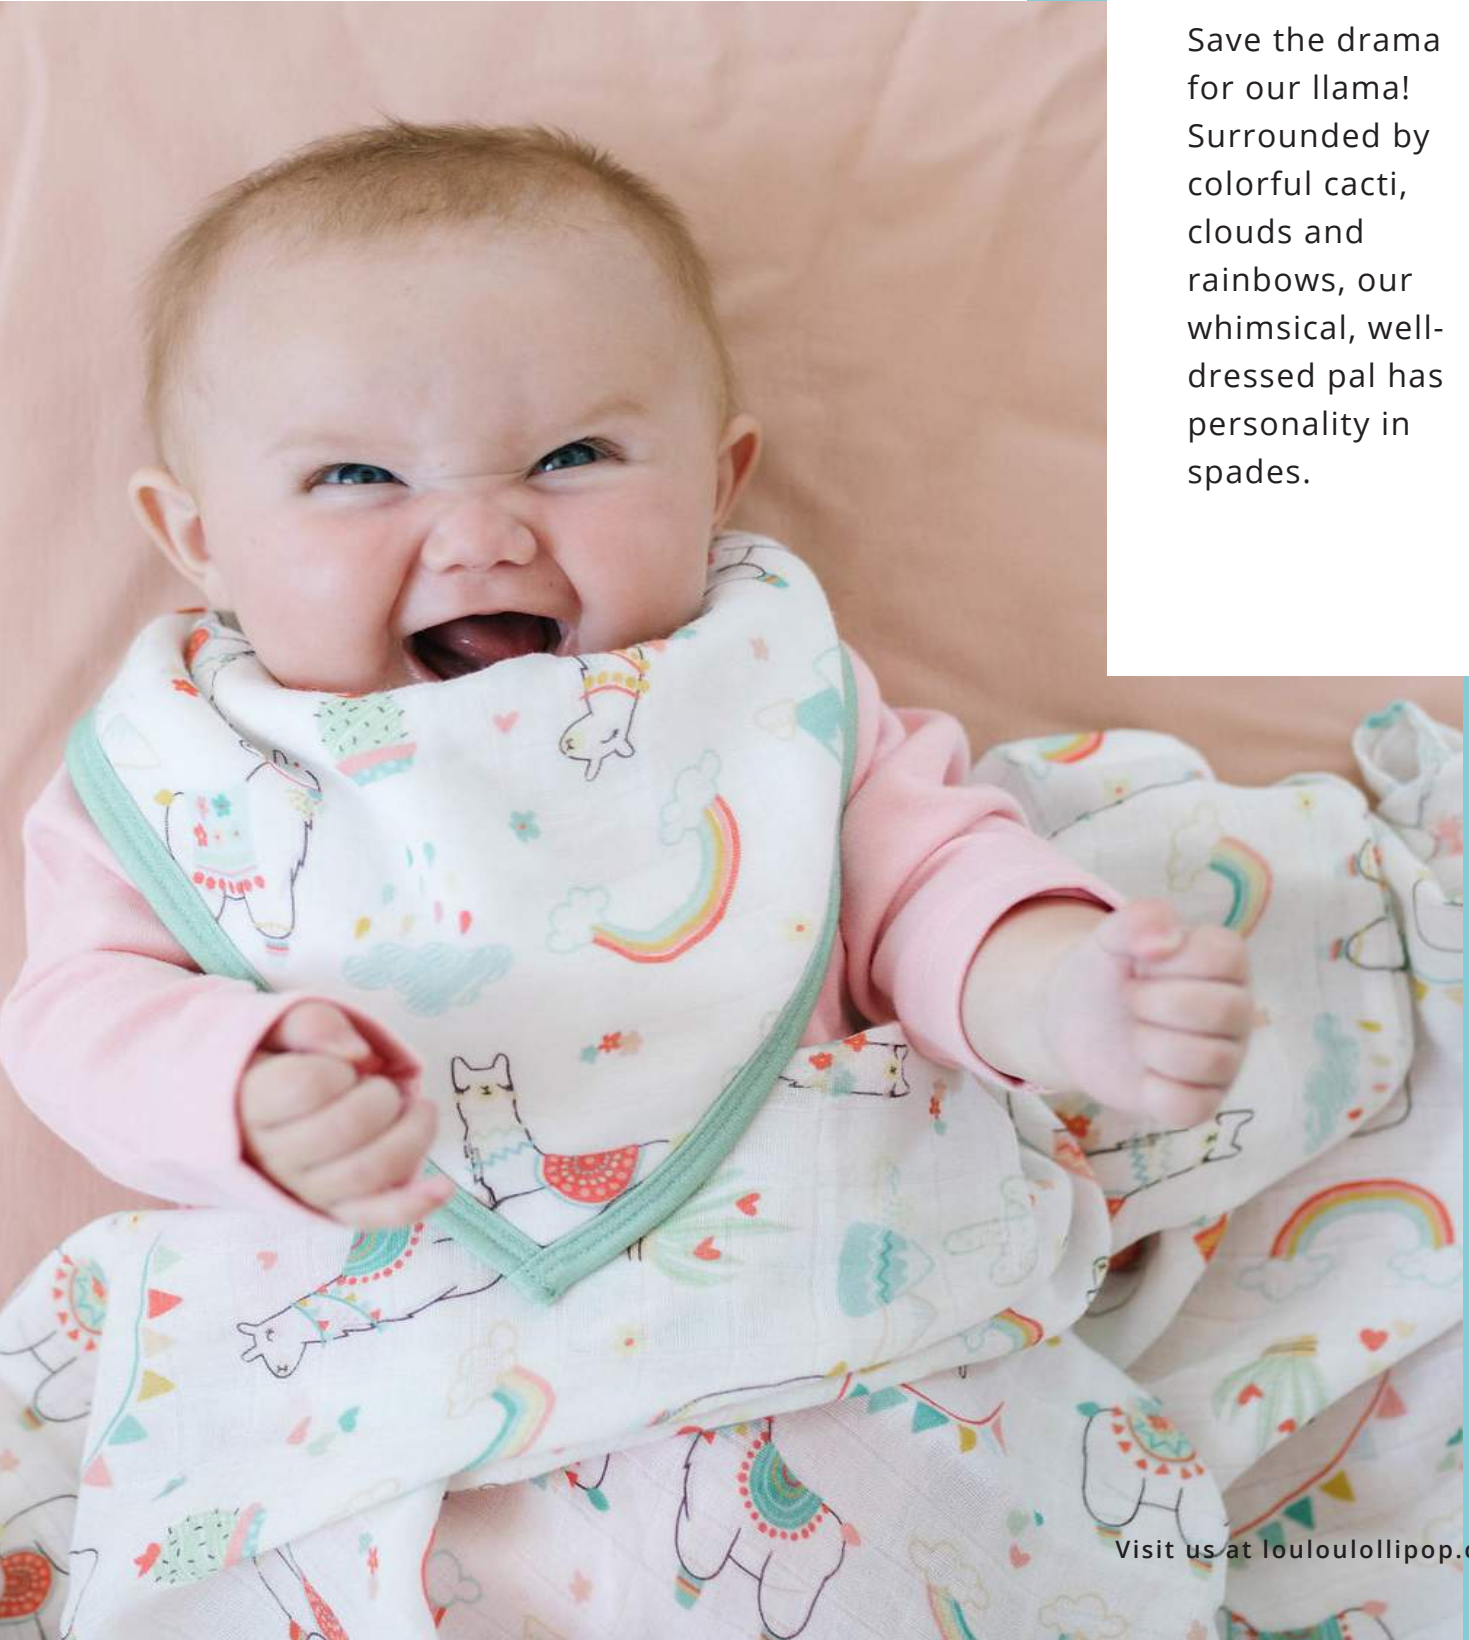 Save the drama
for our llama!
Surrounded by
colorful cacti,
clouds and
rainbows, our
whimsical, well-
dressed pal has
personality in
spades.
Visit us at louloulollipop.